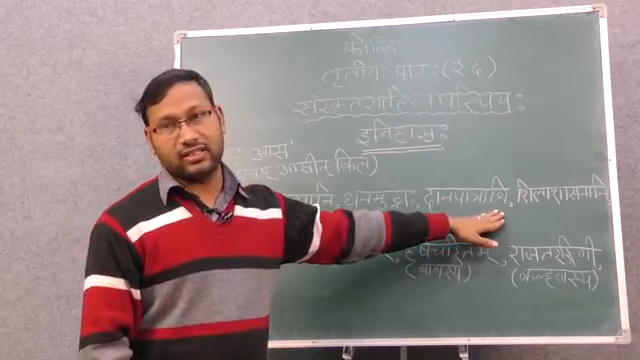 कोविदः
तृतीयः पाठः (२६)
संस्कृतसाहित्यपरिचयः
इतिहासः
आस
आसीत् किल)
धनमुद्राः, दानपात्राणि, शिलाशासनानि,
हर्षचरितम्, राजतरङ्गिणी,
(बाणस्य) (कल्हणस्य)